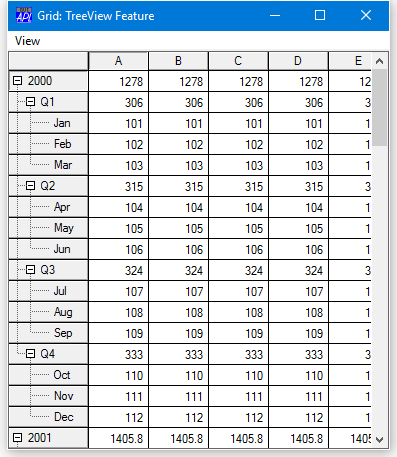 Grid: TreeView Feature
View
A B C D E
2000 1278 1278 1278 1278 12
Q1 306 306 306 306 3
Jan 101 101 101 101 1
Feb 102 102 102 102 1
Mar 103 103 103 103 1
Q2 315 315 315 315 3
Apr 104 104 104 104 1
May 105 105 105 105 1
Jun 106 106 106 106 1
Q3 324 324 324 324 3
Jul 107 107 107 107 1
Aug 108 108 108 108 1
Sep 109 109 109 109 1
Q4 333 333 333 333 3
Oct 110 110 110 110 1
Nov 111 111 111 111 1
Dec 112 112 112 112 1
2001 1405.8 1405.8 1405.8 1405.8 1405.8